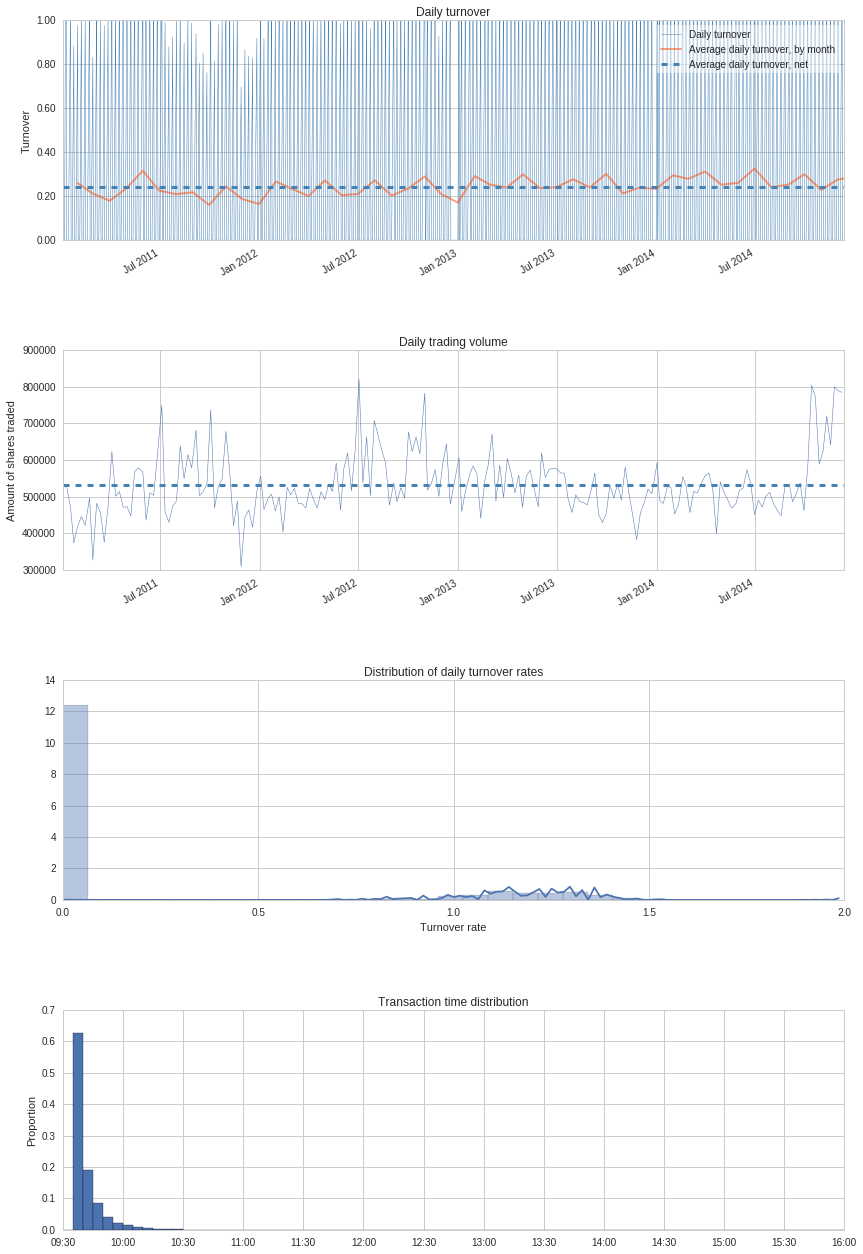 Daily turnover
1.00
0.80
0.60
0.40
0.20
0.00
Turnover
Daily turnover
Average daily turnover, by month
Average daily turnover, net
Jul 2011
Jan 2012
Jul 2012
Jan 2013
Jul 2013
Jan 2014
Jul 2014
Daily trading volume
900000
800000
700000
600000
500000
400000
300000
Amount of shares traded
Jul 2011
Jan 2012
Jul 2012
Jan 2013
Jul 2013
Jan 2014
Jul 2014
Distribution of daily turnover rates
14
12
10
8
6
4
2
0
0.0
0.5
1.0
1.5
2.0
Turnover rate
Transaction time distribution
0.7
0.6
0.5
0.4
0.3
0.2
0.1
0.0
Proportion
09:30
10:00
10:30
11:00
11:30
12:00
12:30
13:00
13:30
14:00
14:30
15:00
15:30
16:00